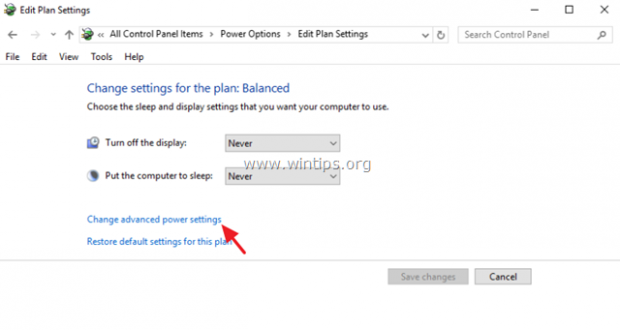 Edit Plan Settings
« All Control Panel Items > Power Options > Edit Plan Settings Search Control Panel
File Edit View Tools Help
Change settings for the plan: Balanced
Choose the sleep and display settings that you want your computer to use.
Turn off the display: Never
www.wintips.org
Put the computer to sleep: Never
Change advanced power settings
Restore default settings for this plan
Save changes Cancel